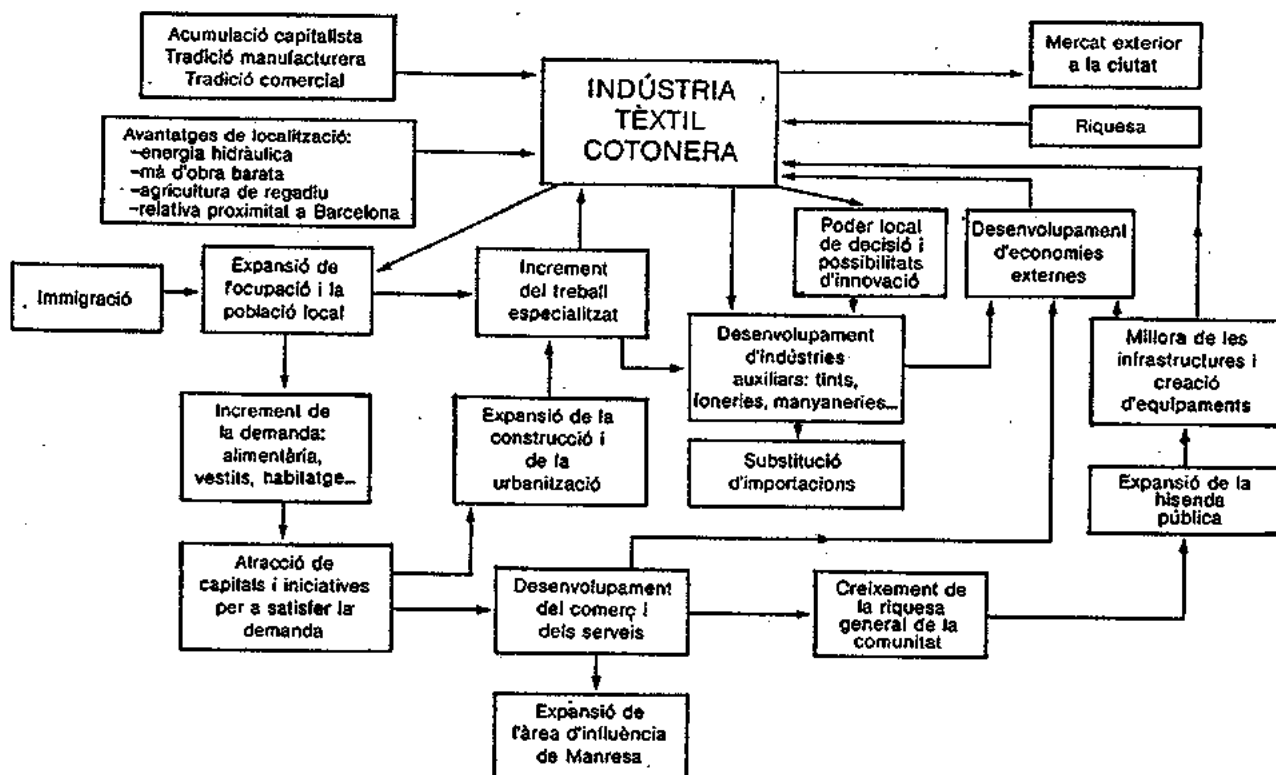 Acumulació capitalista
Tradició manufacturera
Tradició comercial
INDÚSTRIA
TÈXTIL
COTONERA
Mercat exterior
a la ciutat
Riquesa
Avantatges de localització:
–energia hidràulica
–mà d'obra barata
–agricultura de regadiu
–relativa proximitat a Barcelona
Poder local
de decisió i
possibilitats
d'innovació
Desenvolupament
d'economies
externes
Immigració
Expansió de
l'ocupació i la
població local
Increment
del treball
especialitzat
Desenvolupament
d'indústries
auxiliars: tints,
foneries, manyaneries...
Millora de les
infrastructures i
creació
d'equipaments
Increment de
la demanda:
alimentària,
vestits, habitatge...
Expansió de la
construcció i
de la
urbanització
Substitució
d'importacions
Expansió de la
hisenda
pública
Atracció de
capitals i iniciatives
per a satisfer la
demanda
Desenvolupament
del comerç i
dels serveis
Creixement de
la riquesa
general de la
comunitat
Expansió de
l'àrea d'influència
de Manresa